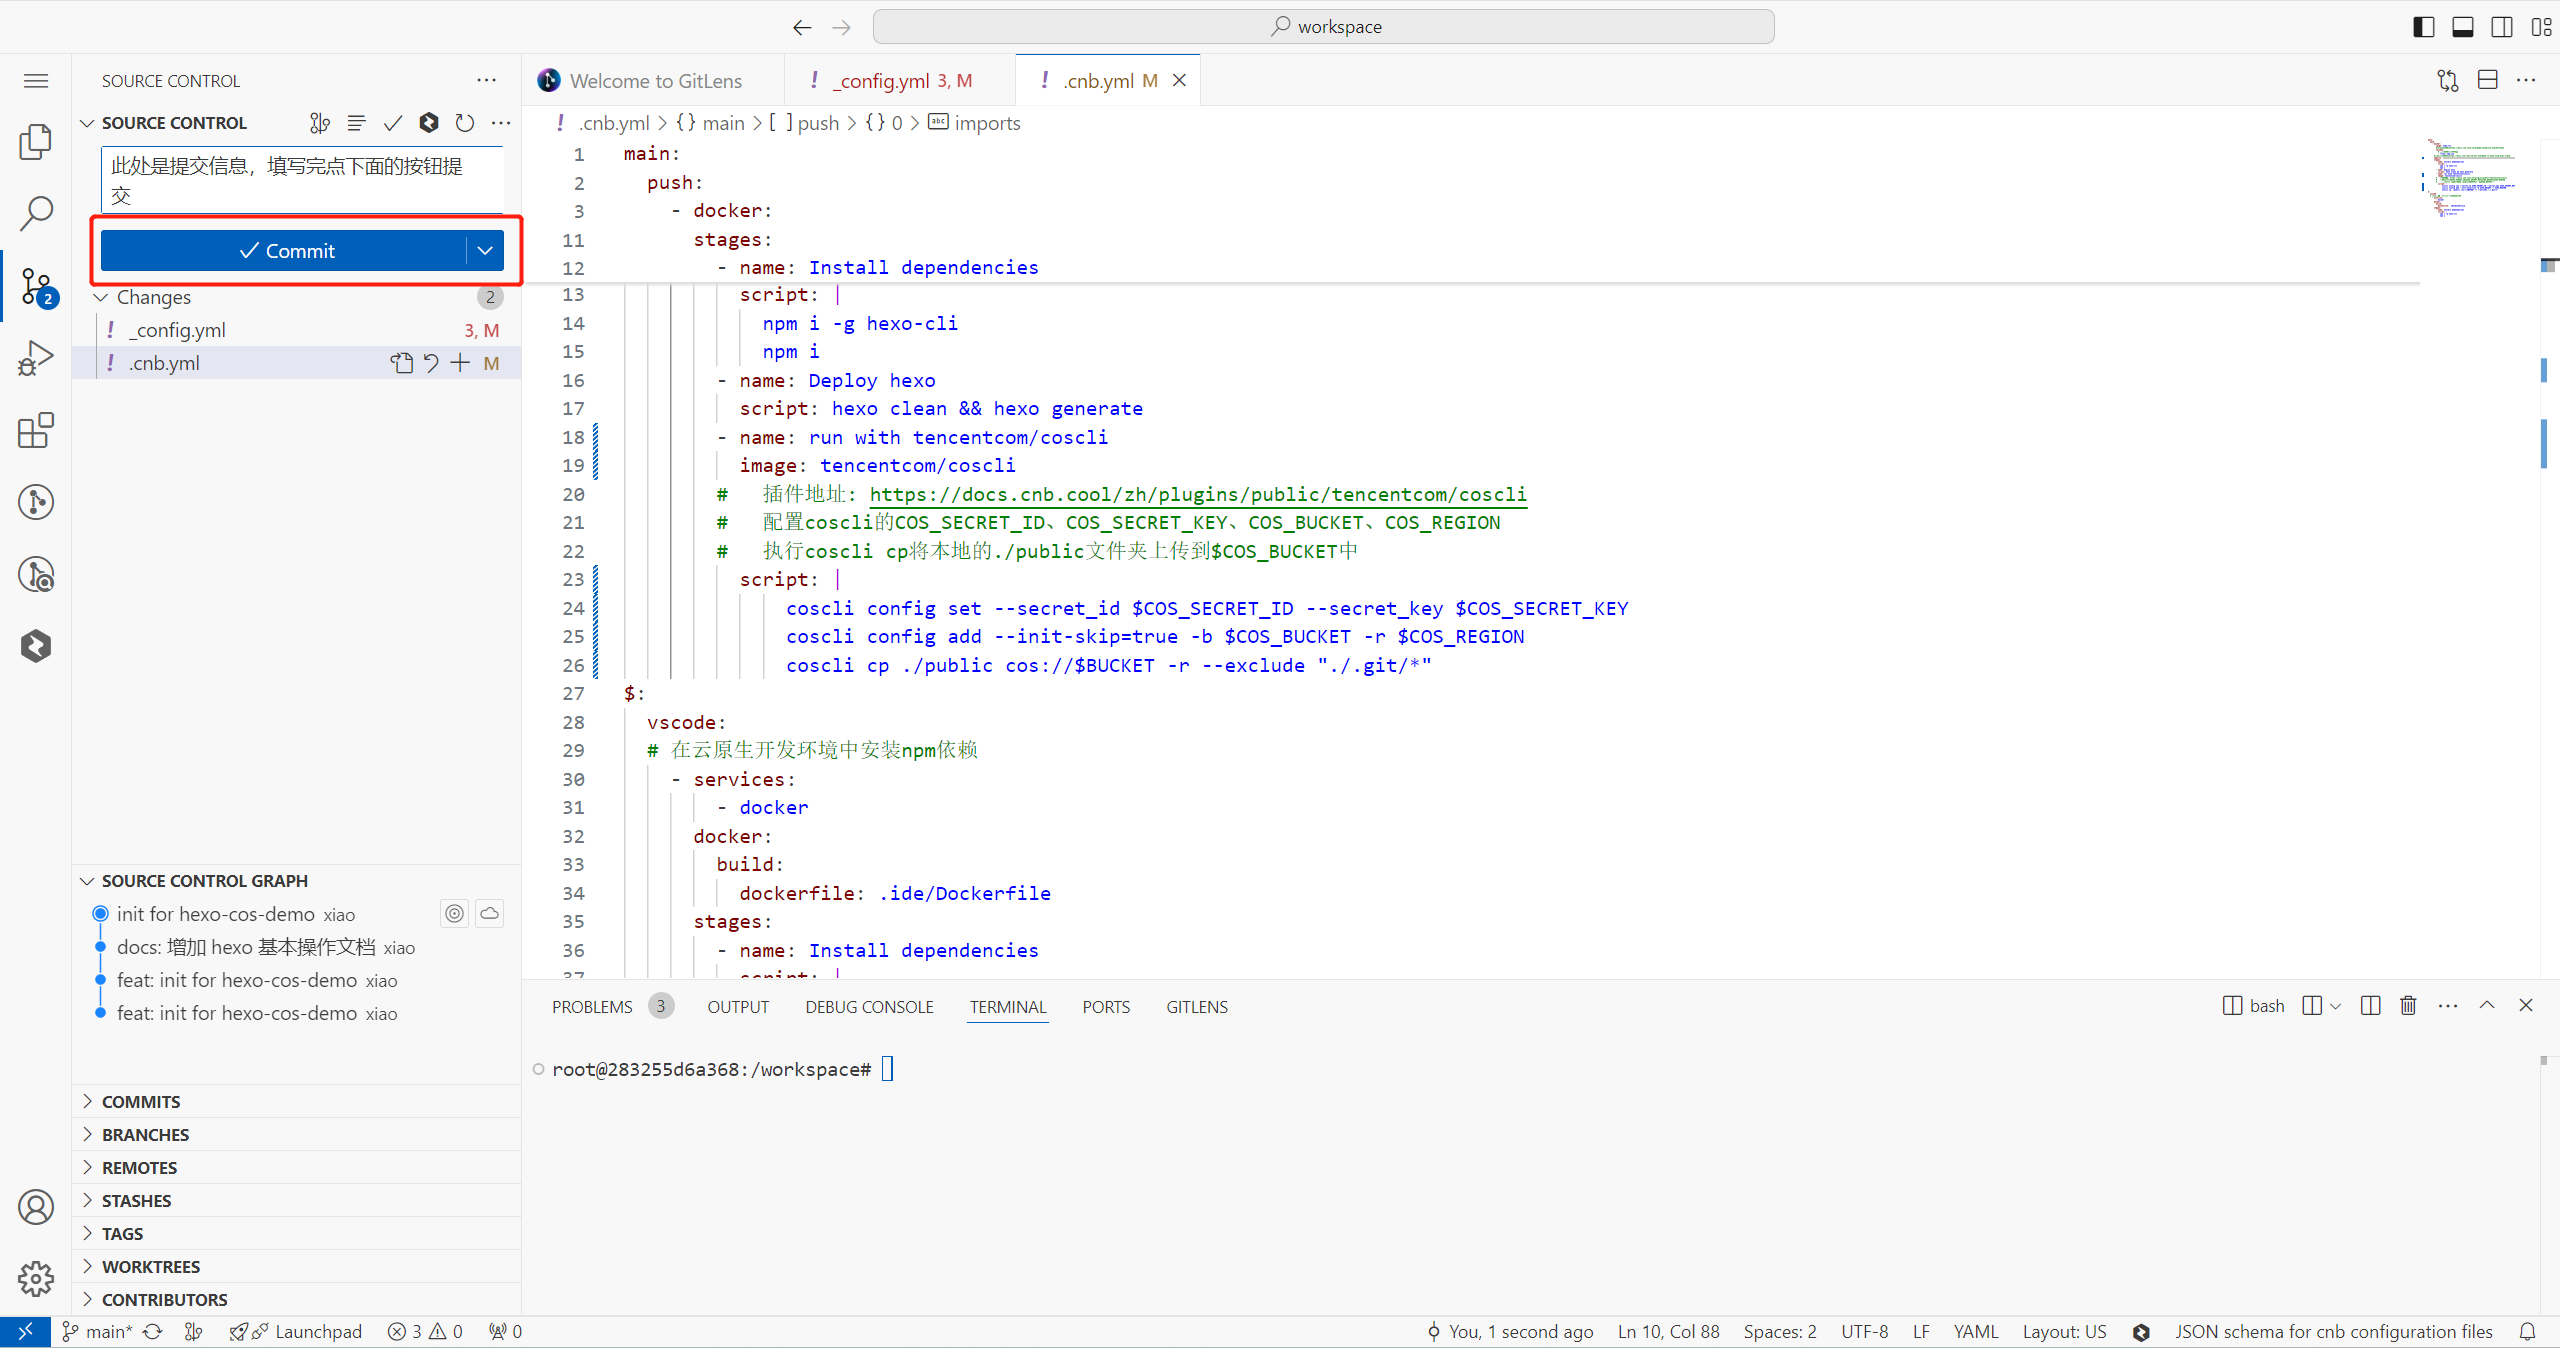 workspace
SOURCE CONTROL
SOURCE CONTROL
此处是提交信息，填写完点下面的按钮提
交
Commit
Changes 2
_config.yml 3, M
.cnb.yml M
2
SOURCE CONTROL GRAPH
init for hexo-cos-demo xiao
docs: 增加 hexo 基本操作文档 xiao
feat: init for hexo-cos-demo xiao
feat: init for hexo-cos-demo xiao
COMMITS
BRANCHES
REMOTES
STASHES
TAGS
WORKTREES
CONTRIBUTORS
Welcome to GitLens
! _config.yml 3, M
! .cnb.yml M
! .cnb.yml > {} main > [ ] push > {} 0 > abc imports
1 main:
2 push:
3 - docker:
11 stages:
12 - name: Install dependencies
13 script: |
14 npm i -g hexo-cli
15 npm i
16 - name: Deploy hexo
17 script: hexo clean && hexo generate
18 - name: run with tencentcom/coscli
19 image: tencentcom/coscli
20 # 插件地址: https://docs.cnb.cool/zh/plugins/public/tencentcom/coscli
21 # 配置coscli的COS_SECRET_ID、COS_SECRET_KEY、COS_BUCKET、COS_REGION
22 # 执行coscli cp将本地的./public文件夹上传到$COS_BUCKET中
23 script: |
24 coscli config set --secret_id $COS_SECRET_ID --secret_key $COS_SECRET_KEY
25 coscli config add --init-skip=true -b $COS_BUCKET -r $COS_REGION
26 coscli cp ./public cos://$BUCKET -r --exclude "./.git/*"
27 $:
28 vscode:
29 # 在云原生开发环境中安装npm依赖
30 - services:
31 - docker
32 docker:
33 build:
34 dockerfile: .ide/Dockerfile
35 stages:
36 - name: Install dependencies
37 script: |
PROBLEMS 3 OUTPUT DEBUG CONSOLE TERMINAL PORTS GITLENS
bash
root@283255d6a368:/workspace#
main* Launchpad 3 0 0
You, 1 second ago Ln 10, Col 88 Spaces: 2 UTF-8 LF YAML Layout: US JSON schema for cnb configuration files